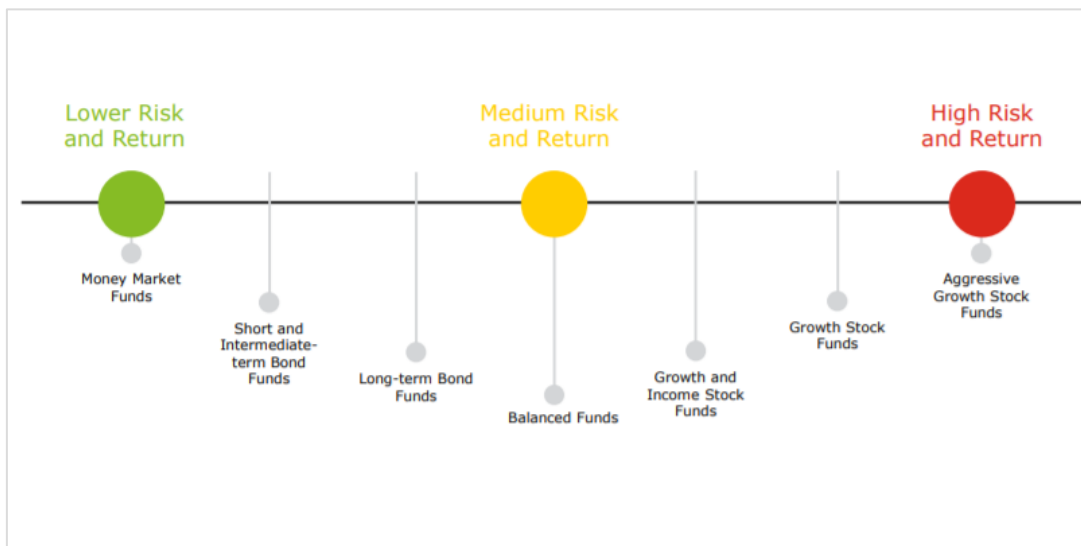 Lower Risk
and Return
Medium Risk
and Return
High Risk
and Return
Money Market
Funds
Short and
Intermediate-
term Bond
Funds
Long-term Bond
Funds
Balanced Funds
Growth and
Income Stock
Funds
Growth Stock
Funds
Aggressive
Growth Stock
Funds